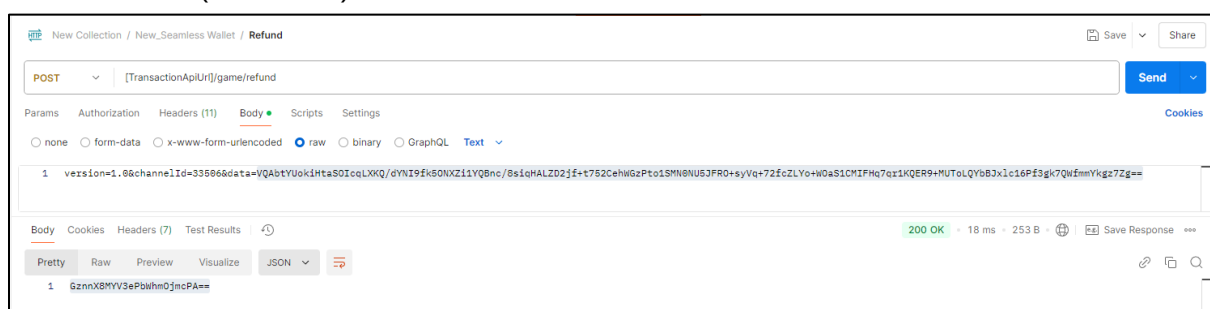 HTTP New Collection / New_Seamless Wallet / Refund Save Share
POST [TransactionApiUrl]/game/refund Send
Params Authorization Headers (11) Body Scripts Settings Cookies
none form-data x-www-form-urlencoded raw binary GraphQL Text
1 version=1.0&channelId=33506&data=VQAbtYUokiHtaSOIcqLXKQ/dYNI9fk5ONXZi1YQBnc/8siqHALZD2jf+t752CehWGzPto1SMN0NU5JFRO+syVq+72fcZLYo+WOaS1CMIFHq7qr1KQER9+MUToLQYbBJxlc16Pf3gk7QWfmmYkgz7Zg==
Body Cookies Headers (7) Test Results 200 OK 18 ms 253 B e.g. Save Response
Pretty Raw Preview Visualize JSON
1 GznnX8MYV3ePbWhmOjmcPA==